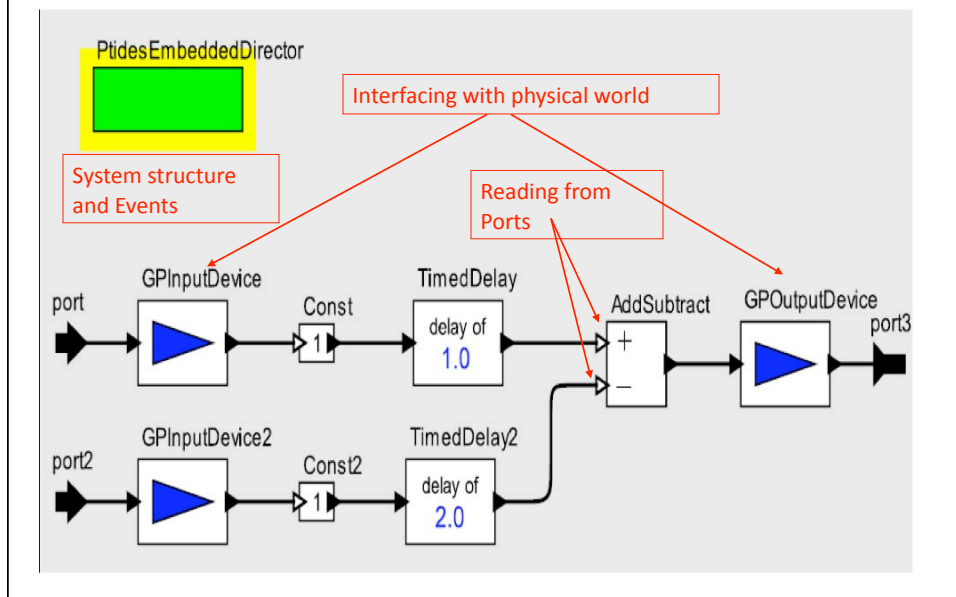 PtidesEmbeddedDirector
Interfacing with physical world
System structure
and Events
Reading from
Ports
GPInputDevice
TimedDelay
port
Const
AddSubtract
GPOutputDevice
port3
1
delay of
1.0
+
−
GPInputDevice2
TimedDelay2
port2
Const2
1
delay of
2.0